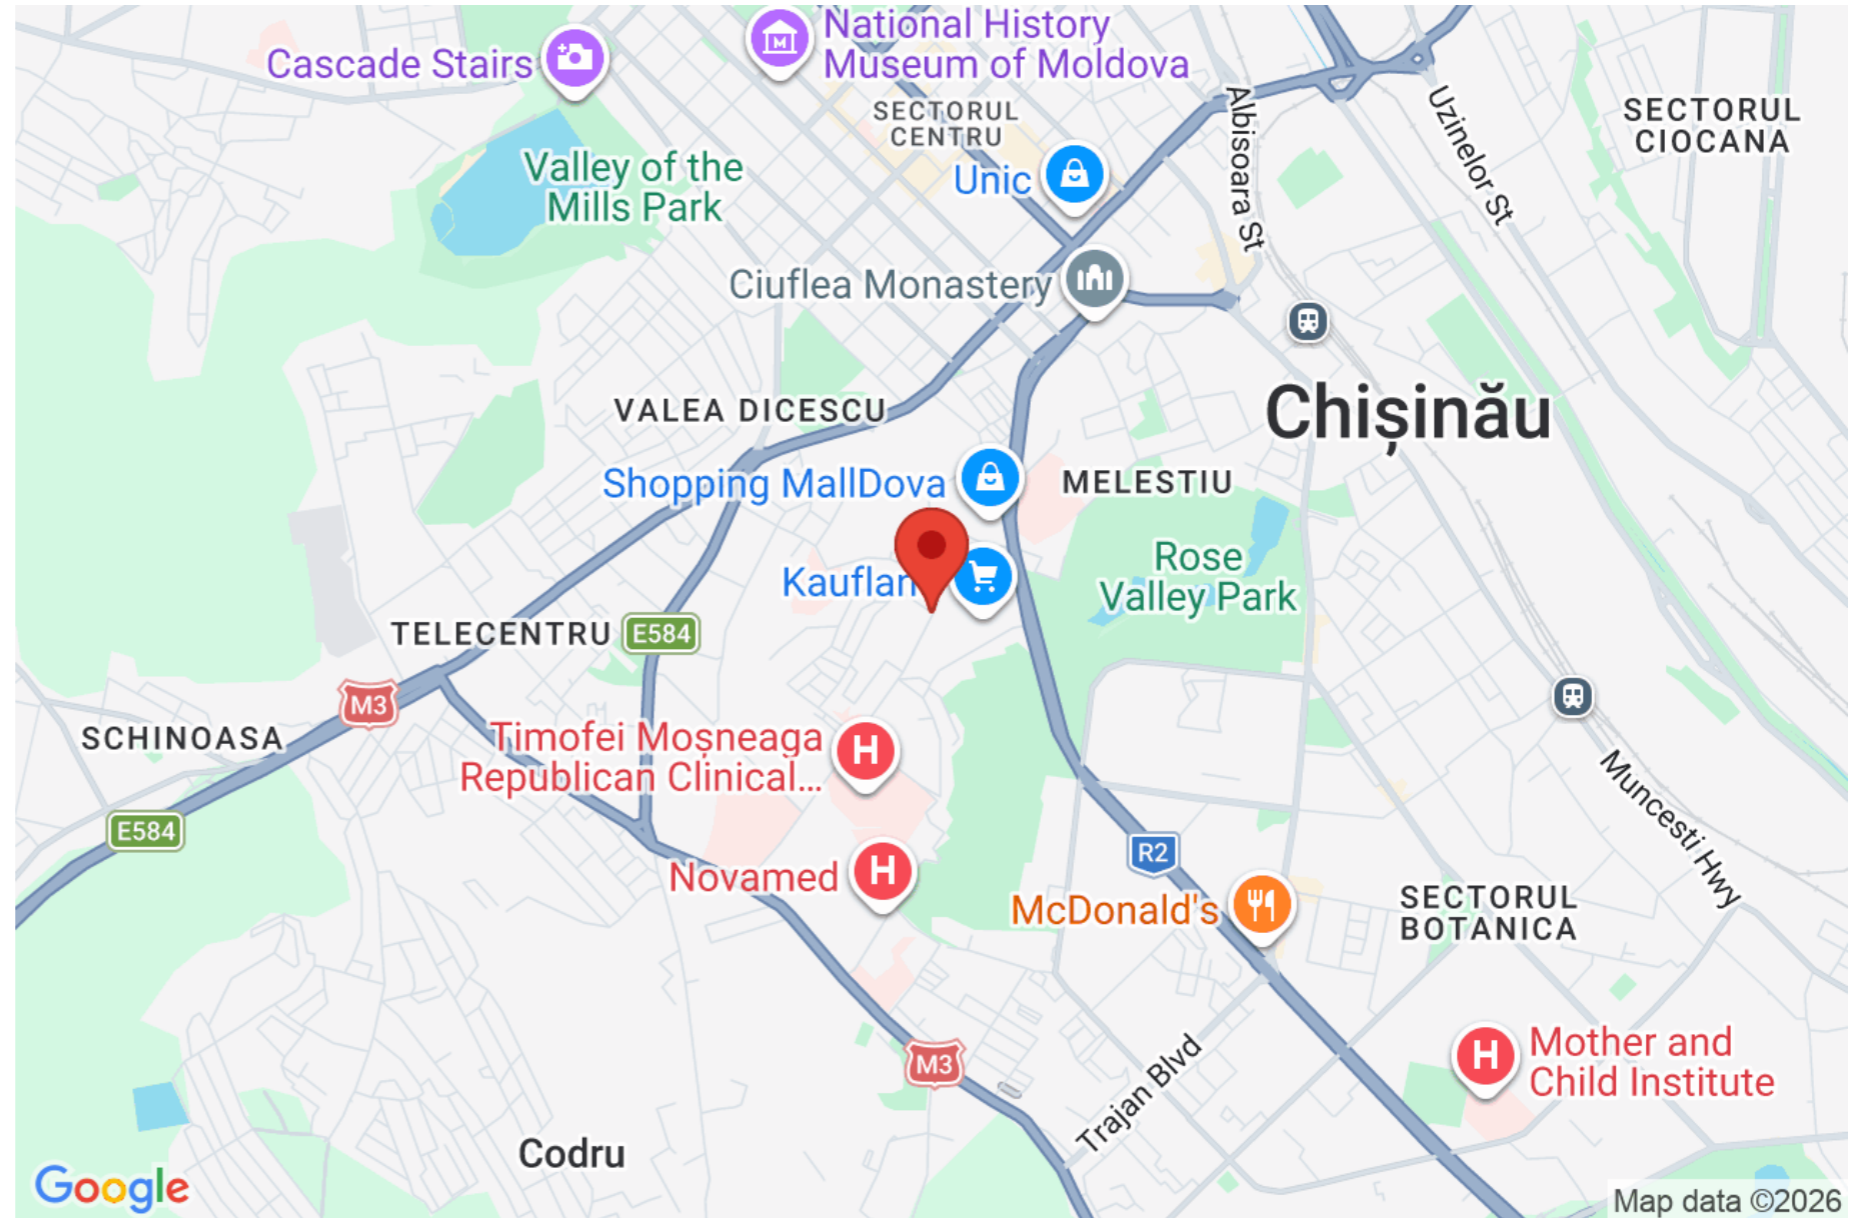 National History
Museum of Moldova
Cascade Stairs
SECTORUL
CENTRU
Albisoara St
Uzinelor St
SECTORUL
CIOCANA
Valley of the
Mills Park
Unic
Ciuflea Monastery
Chișinău
VALEA DICESCU
Shopping MallDova
MELESTIU
Rose
Valley Park
Kauflan
TELECENTRU
E584
M3
SCHINOASA
Timofei Moșneaga
Republican Clinical...
Muncesti Hwy
E584
R2
Novamed
McDonald's
SECTORUL
BOTANICA
M3
Trajan Blvd
Mother and
Child Institute
Codru
Google
Map data ©2026